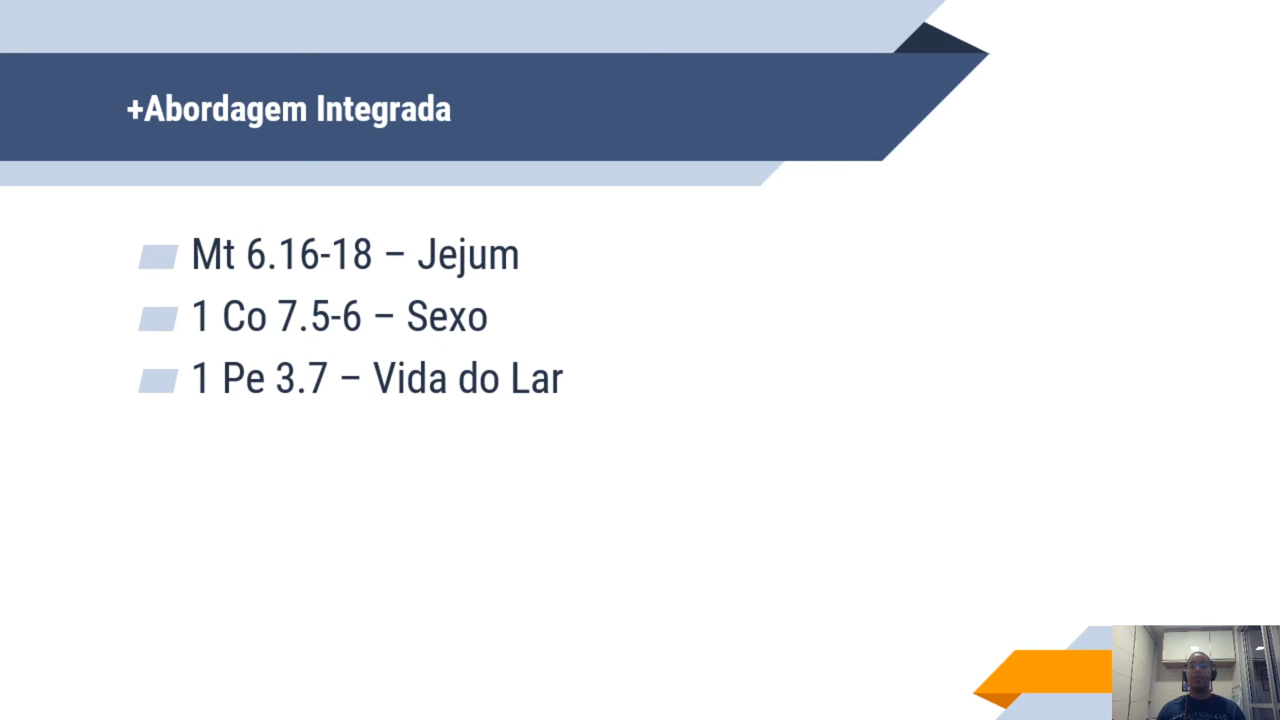 +Abordagem Integrada
Mt 6.16-18 – Jejum
1 Co 7.5-6 – Sexo
1 Pe 3.7 – Vida do Lar